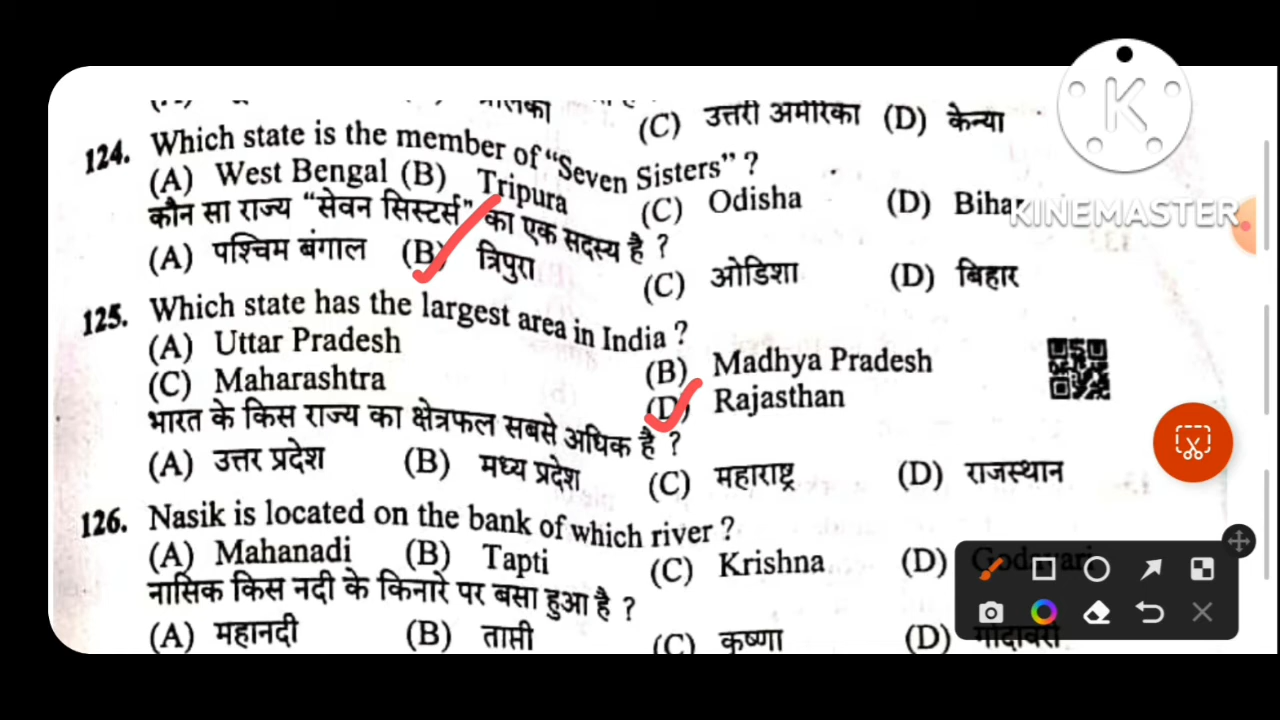 (C) उत्तरी अमेरिका (D) केन्या
124. Which state is the member of “Seven Sisters” ?
(A) West Bengal (B) Tripura (C) Odisha (D) Bihar
कौन सा राज्य “सेवन सिस्टर्स” का एक सदस्य है ?
(A) पश्चिम बंगाल (B) त्रिपुरा (C) ओडिशा (D) बिहार
125. Which state has the largest area in India ?
(A) Uttar Pradesh (B) Madhya Pradesh
(C) Maharashtra (D) Rajasthan
भारत के किस राज्य का क्षेत्रफल सबसे अधिक है ?
(A) उत्तर प्रदेश (B) मध्य प्रदेश (C) महाराष्ट्र (D) राजस्थान
126. Nasik is located on the bank of which river ?
(A) Mahanadi (B) Tapti (C) Krishna (D) Godavari
नासिक किस नदी के किनारे पर बसा हुआ है ?
(A) महानदी (B) ताप्ती (C) कृष्णा (D) गोदावरी
K
KINEMASTER